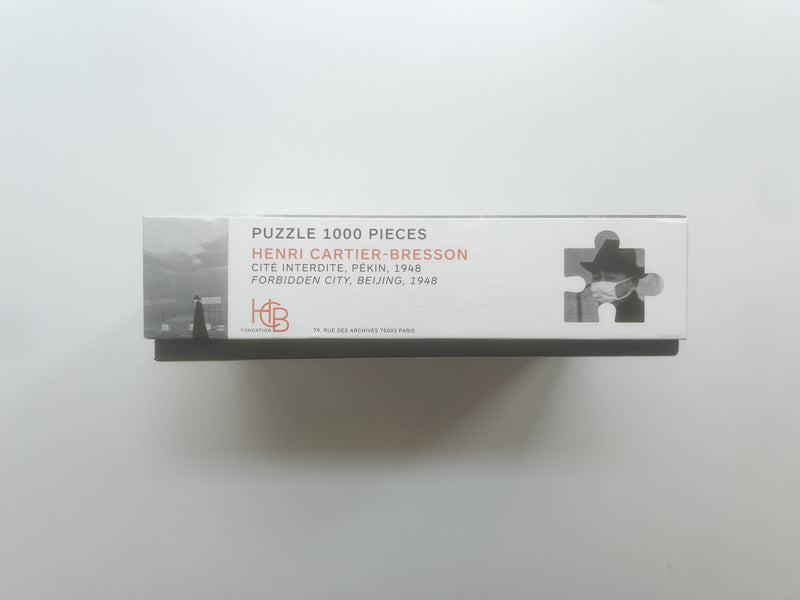 PUZZLE 1000 PIECES
HENRI CARTIER-BRESSON
CITÉ INTERDITE, PÉKIN, 1948
FORBIDDEN CITY, BEIJING, 1948
HCB
FONDATION
79, RUE DES ARCHIVES 75003 PARIS